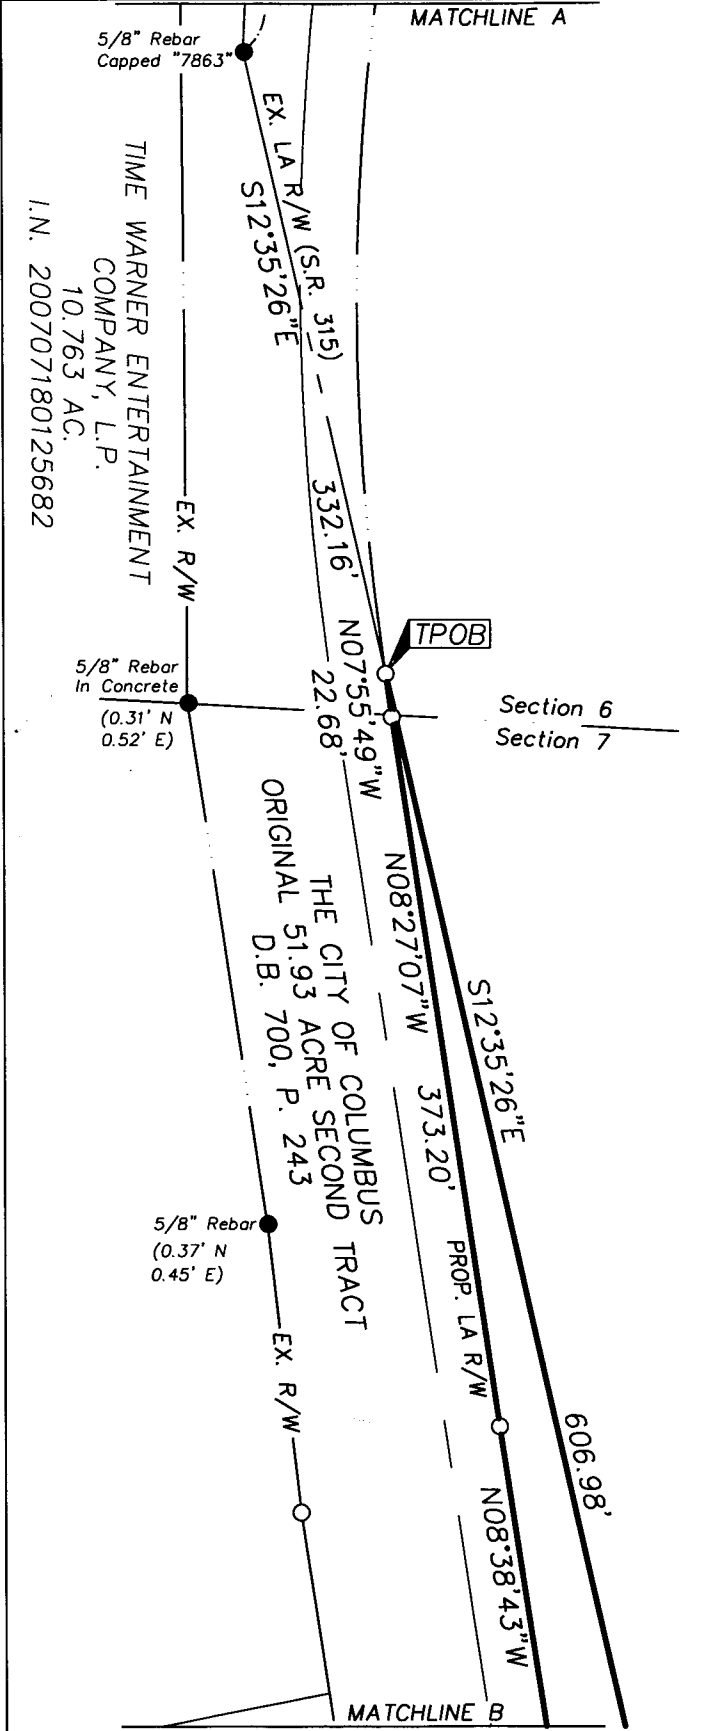 MATCHLINE A
5/8" Rebar
Capped "7863"
EX. LA R/W (S.R. 315)
S12°35'26"E
332.16'
TIME WARNER ENTERTAINMENT
COMPANY, L.P.
10.763 AC.
I.N. 200707180125682
EX. R/W
TPOB
N07°55'49"W
22.68'
5/8" Rebar
In Concrete
(0.31' N
0.52' E)
Section 6
Section 7
THE CITY OF COLUMBUS
ORIGINAL 51.93 ACRE SECOND TRACT
D.B. 700, P. 243
N08°27'07"W
373.20'
S12°35'26"E
606.98'
5/8" Rebar
(0.37' N
0.45' E)
PROP. LA R/W
EX. R/W
N08°38'43"W
MATCHLINE B